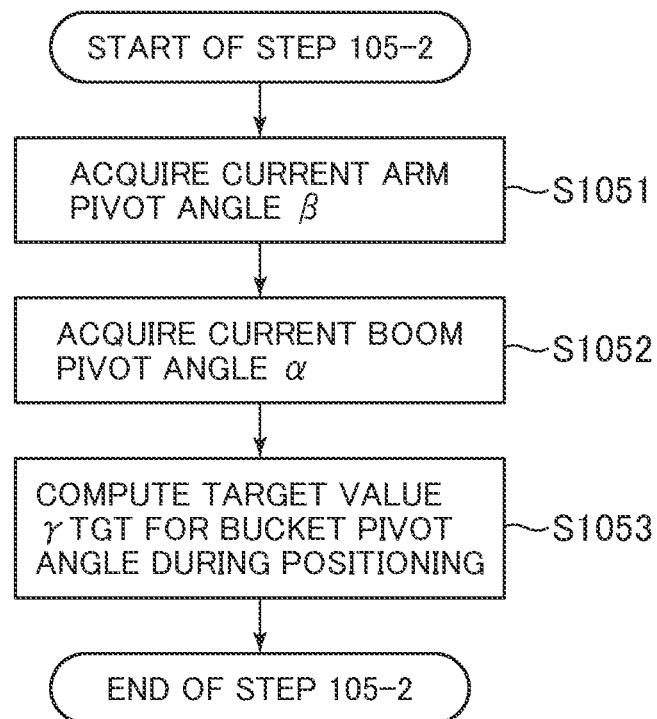 START OF STEP 105-2
ACQUIRE CURRENT ARM
PIVOT ANGLE β
S1051
ACQUIRE CURRENT BOOM
PIVOT ANGLE α
S1052
COMPUTE TARGET VALUE
γ TGT FOR BUCKET PIVOT
ANGLE DURING POSITIONING
S1053
END OF STEP 105-2